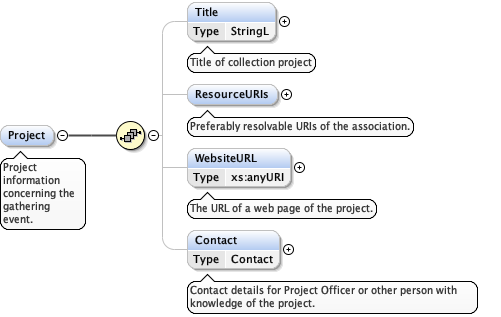 Title
Type StringL
Title of collection project
ResourceURIs
Preferably resolvable URIs of the association.
Project
Project
information
concerning the
gathering
event.
WebsiteURL
Type xs:anyURI
The URL of a web page of the project.
Contact
Type Contact
Contact details for Project Officer or other person with
knowledge of the project.